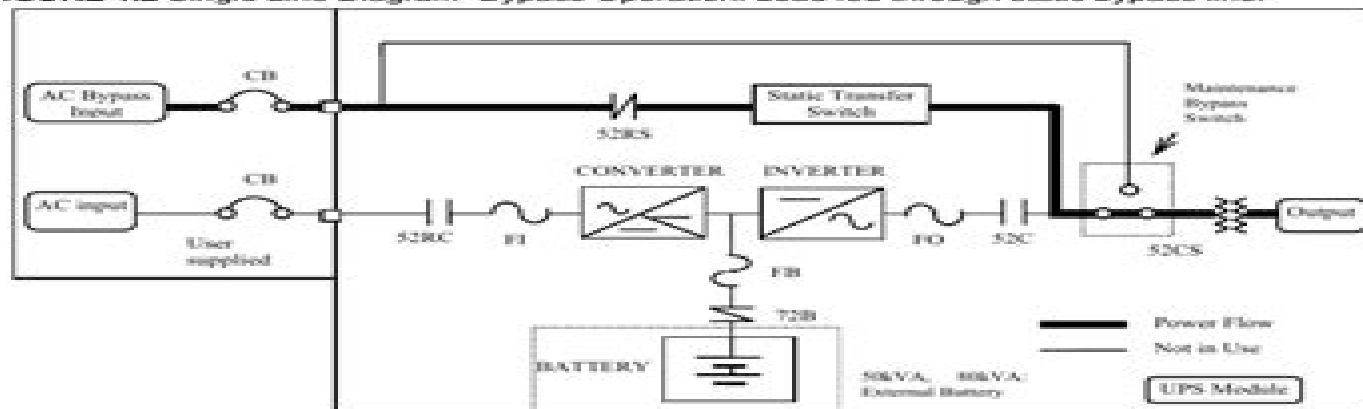 Single Line Diagram- Bypass Operation: Load fed through static bypass line.
CB
AC Bypass
Input
Static Transfer
Switch
Maintenance
Bypass
Switch
52RS
CONVERTER
INVERTER
CB
AC input
52RC
FI
FO
52C
Output
52CS
User
supplied
FB
72B
BATTERY
Power Flow
Not in Use
50kVA, 80kVA:
External Battery
UPS Module